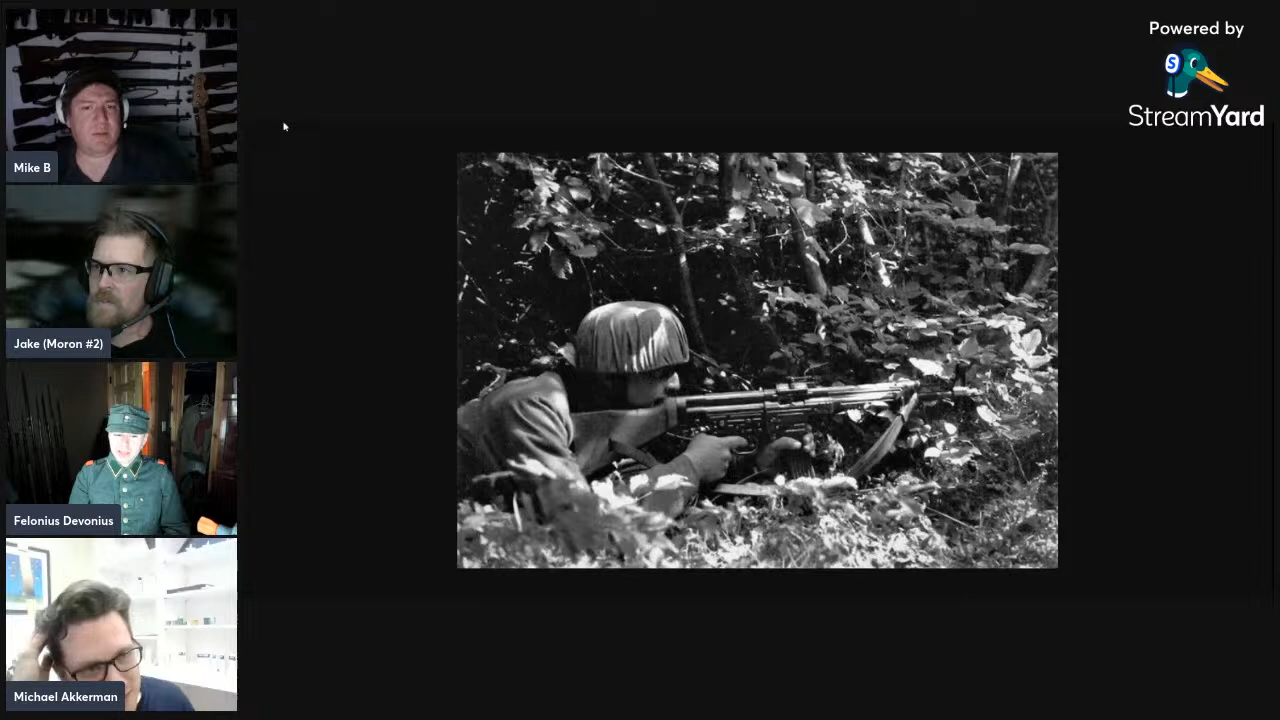 Powered by
S
StreamYard
Mike B
Jake (Moron #2)
Felonius Devonius
Michael Akkerman